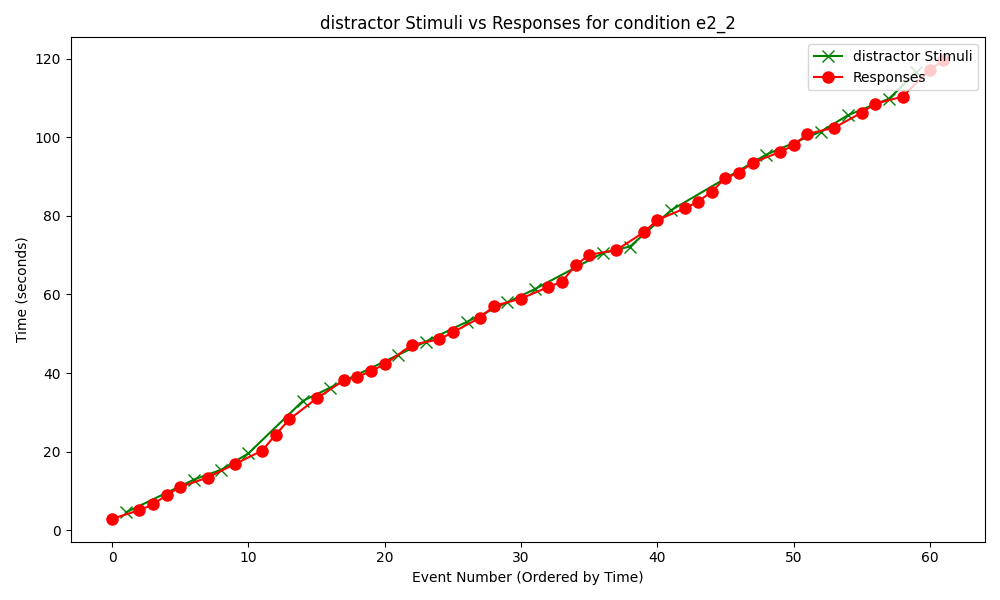 distractor Stimuli vs Responses for condition e2_2
distractor Stimuli
Responses
120
100
80
60
40
20
0
Time (seconds)
0 10 20 30 40 50 60
Event Number (Ordered by Time)